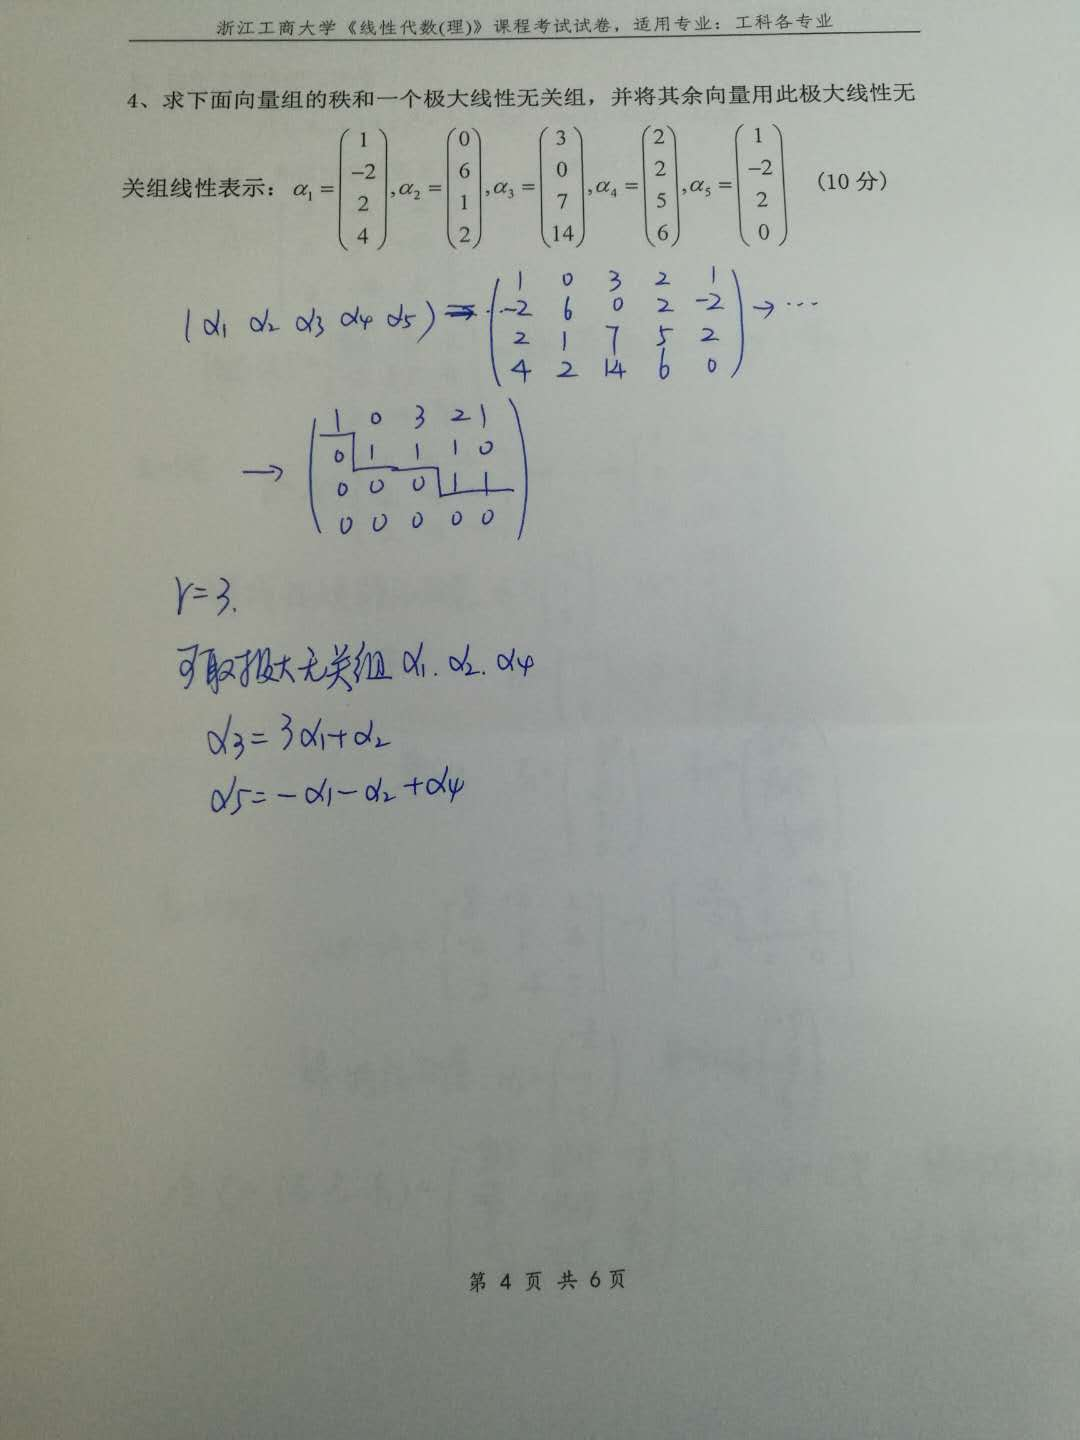 浙江工商大学《线性代数(理)》课程考试试卷，适用专业：工科各专业
4、求下面向量组的秩和一个极大线性无关组，并将其余向量用此极大线性无
关组线性表示：α₁=(1 -2 2 4),α₂=(0 6 1 2),α₃=(3 0 7 14),α₄=(2 2 5 6),α₅=(1 -2 2 0) (10分)
(α1 α2 α3 α4 α5) ⇒
1 0 3 2 1
-2 6 0 2 -2
2 1 7 5 2
4 2 14 6 0
→ ···
→
1 0 3 2 1
0 1 1 1 0
0 0 0 1 1
0 0 0 0 0
r=3.
可取极大无关组 α1. α2. α4
α3=3α1+α2
α5=-α1-α2+α4
第 4 页 共 6 页